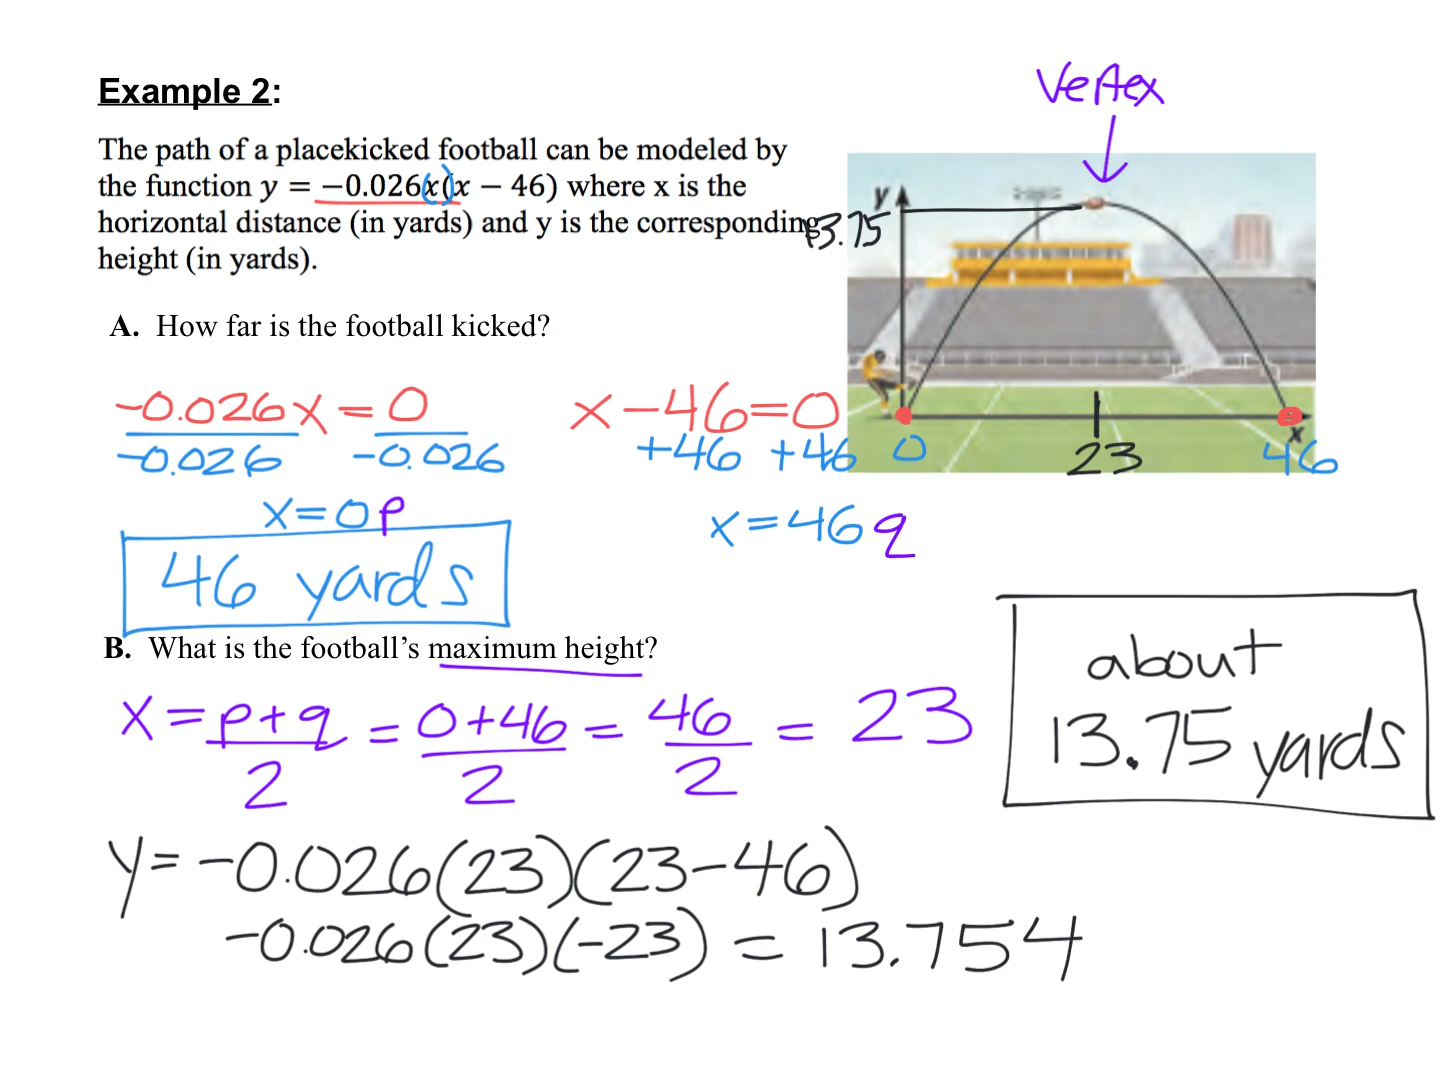 Example 2:
Vertex
The path of a placekicked football can be modeled by
the function y = −0.026x(x − 46) where x is the
horizontal distance (in yards) and y is the corresponding
height (in yards).
y
13.75
A. How far is the football kicked?
-0.026x = 0
x - 46 = 0
-0.026 -0.026
+46 +46
0
23
x
46
x = 0 p
x = 46 q
46 yards
B. What is the football’s maximum height?
x = p+q/2 = 0+46/2 = 46/2 = 23
about
13.75 yards
y = -0.026(23)(23-46)
-0.026(23)(-23) = 13.754